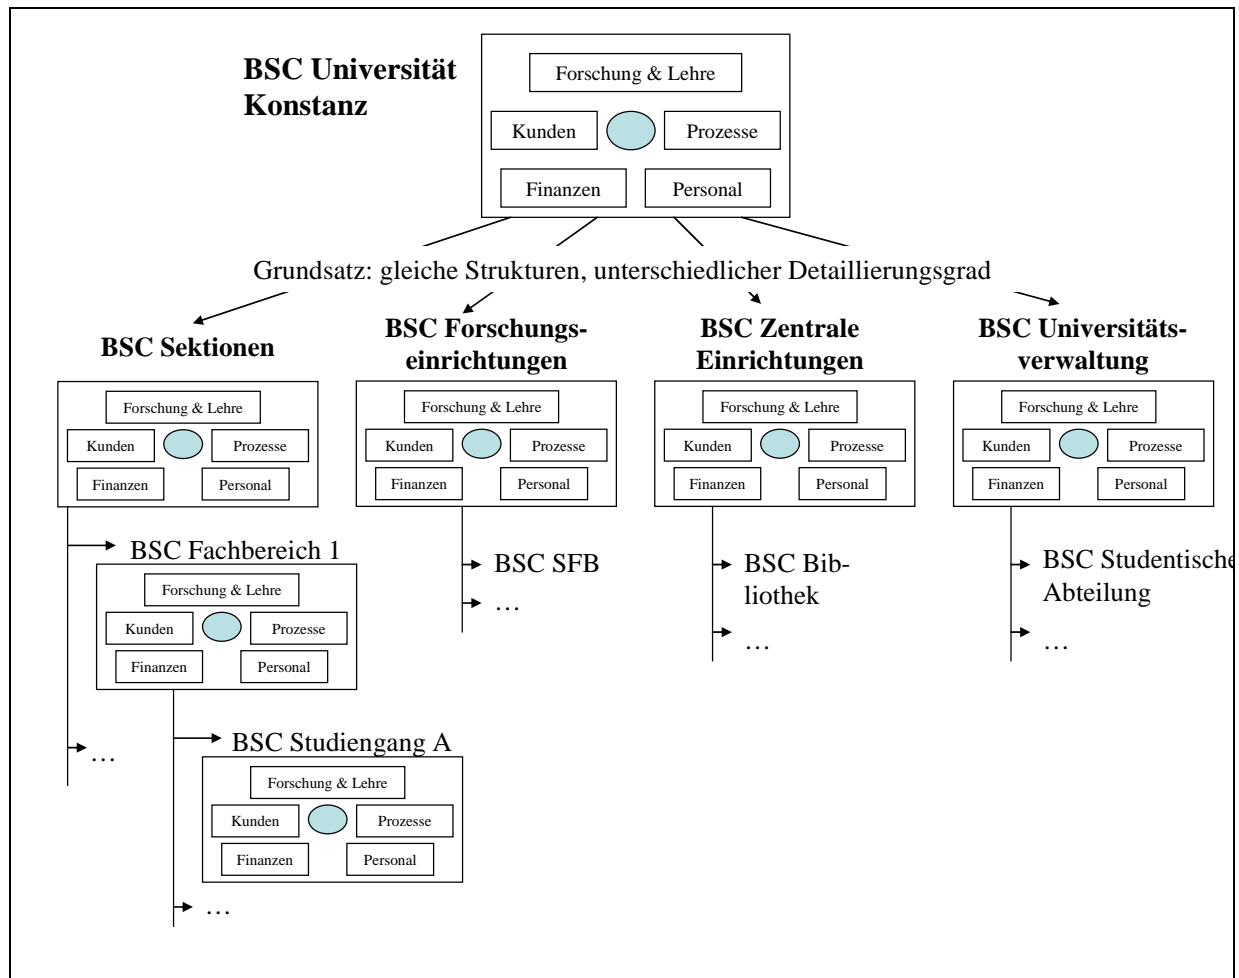 BSC Universität
Konstanz
Forschung & Lehre
Kunden
Prozesse
Finanzen
Personal
Grundsatz: gleiche Strukturen, unterschiedlicher Detaillierungsgrad
BSC Sektionen
Forschung & Lehre
Kunden
Prozesse
Finanzen
Personal
BSC Fachbereich 1
Forschung & Lehre
Kunden
Prozesse
Finanzen
Personal
…
BSC Studiengang A
Forschung & Lehre
Kunden
Prozesse
Finanzen
Personal
…
BSC Forschungs-
einrichtungen
Forschung & Lehre
Kunden
Prozesse
Finanzen
Personal
BSC SFB
…
BSC Zentrale
Einrichtungen
Forschung & Lehre
Kunden
Prozesse
Finanzen
Personal
BSC Bib-
liothek
…
BSC Universitäts-
verwaltung
Forschung & Lehre
Kunden
Prozesse
Finanzen
Personal
BSC Studentische
Abteilung
…